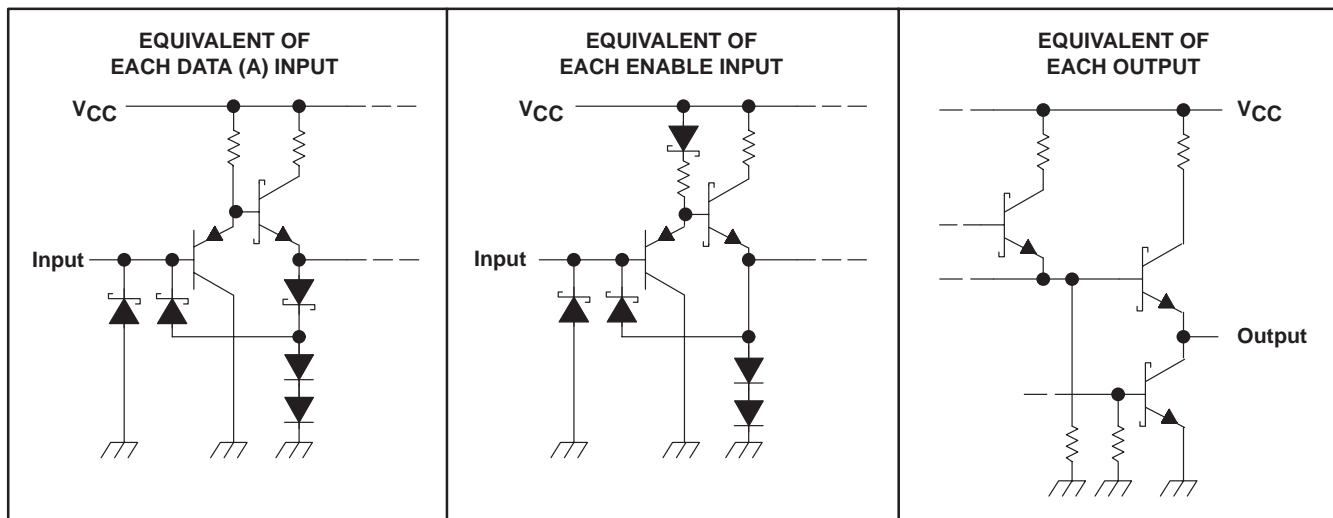 EQUIVALENT OF
EACH DATA (A) INPUT
VCC
Input
EQUIVALENT OF
EACH ENABLE INPUT
VCC
Input
EQUIVALENT OF
EACH OUTPUT
VCC
Output